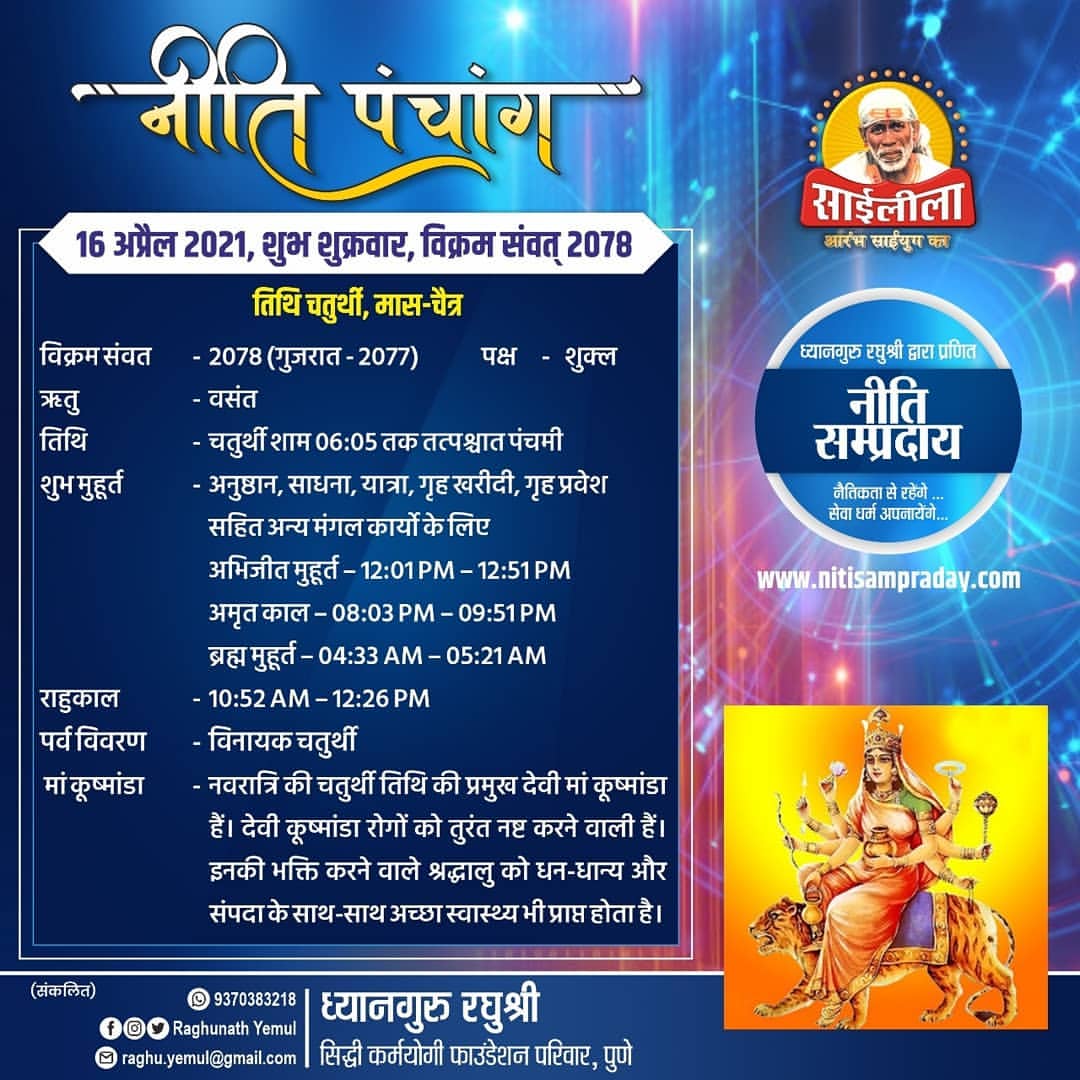 नीति पंचांग
साईलीला
आरंभ साईयुग का
16 अप्रैल 2021, शुभ शुक्रवार, विक्रम संवत् 2078
तिथि चतुर्थी, मास-चैत्र
विक्रम संवत - 2078 (गुजरात - 2077) पक्ष - शुक्ल
ऋतु - वसंत
तिथि - चतुर्थी शाम 06:05 तक तत्पश्चात पंचमी
शुभ मुहूर्त - अनुष्ठान, साधना, यात्रा, गृह खरीदी, गृह प्रवेश
सहित अन्य मंगल कार्यो के लिए
अभिजीत मुहूर्त – 12:01 PM – 12:51 PM
अमृत काल – 08:03 PM – 09:51 PM
ब्रह्म मुहूर्त – 04:33 AM – 05:21 AM
राहुकाल - 10:52 AM – 12:26 PM
पर्व विवरण - विनायक चतुर्थी
मां कूष्मांडा - नवरात्रि की चतुर्थी तिथि की प्रमुख देवी मां कूष्मांडा
हैं। देवी कूष्मांडा रोगों को तुरंत नष्ट करने वाली हैं।
इनकी भक्ति करने वाले श्रद्धालु को धन-धान्य और
संपदा के साथ-साथ अच्छा स्वास्थ्य भी प्राप्त होता है।
ध्यानगुरु रघुश्री द्वारा प्रणित
नीति
सम्प्रदाय
नैतिकता से रहेंगे ...
सेवा धर्म अपनायेंगे...
www.nitisampraday.com
(संकलित)
9370383218
Raghunath Yemul
raghu.yemul@gmail.com
ध्यानगुरु रघुश्री
सिद्धी कर्मयोगी फाउंडेशन परिवार, पुणे